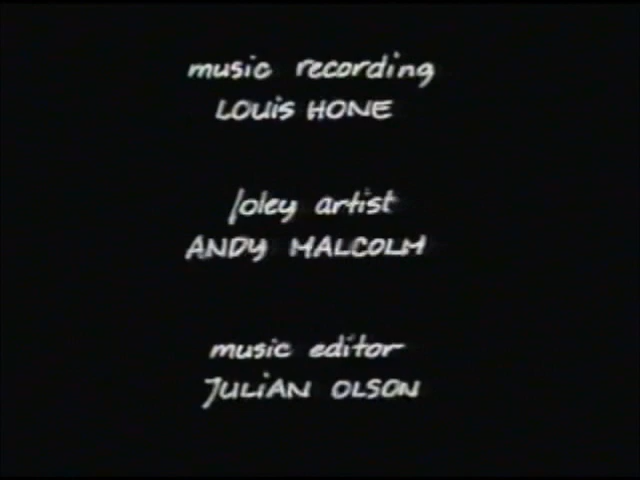 music recording
LOUiS HONE
foley artist
ANDY MALCOLM
music editor
JULiAN OLSON